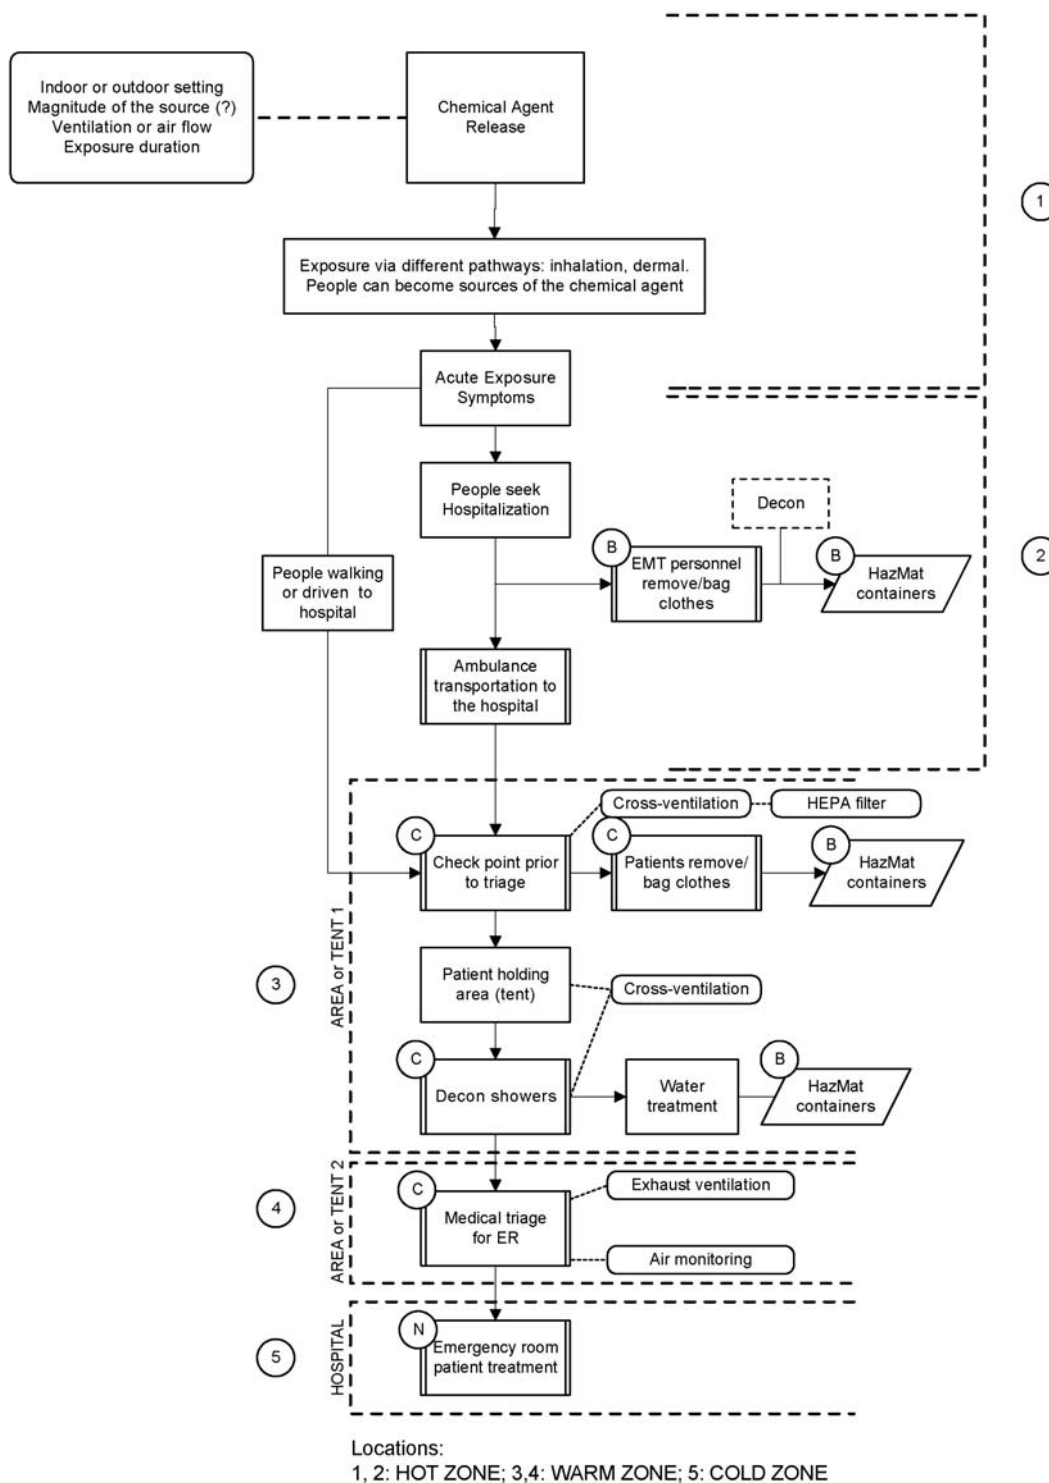 Indoor or outdoor setting
Magnitude of the source (?)
Ventilation or air flow
Exposure duration
Chemical Agent
Release
1
Exposure via different pathways: inhalation, dermal.
People can become sources of the chemical agent
Acute Exposure
Symptoms
People seek
Hospitalization
Decon
B
EMT personnel
remove/bag
clothes
B
HazMat
containers
2
People walking
or driven to
hospital
Ambulance
transportation to
the hospital
Cross-ventilation
HEPA filter
C
Check point prior
to triage
C
Patients remove/
bag clothes
B
HazMat
containers
AREA or TENT 1
3
Patient holding
area (tent)
Cross-ventilation
C
Decon showers
Water
treatment
B
HazMat
containers
AREA or TENT 2
4
C
Medical triage
for ER
Exhaust ventilation
Air monitoring
HOSPITAL
5
N
Emergency room
patient treatment
Locations:
1, 2: HOT ZONE; 3,4: WARM ZONE; 5: COLD ZONE